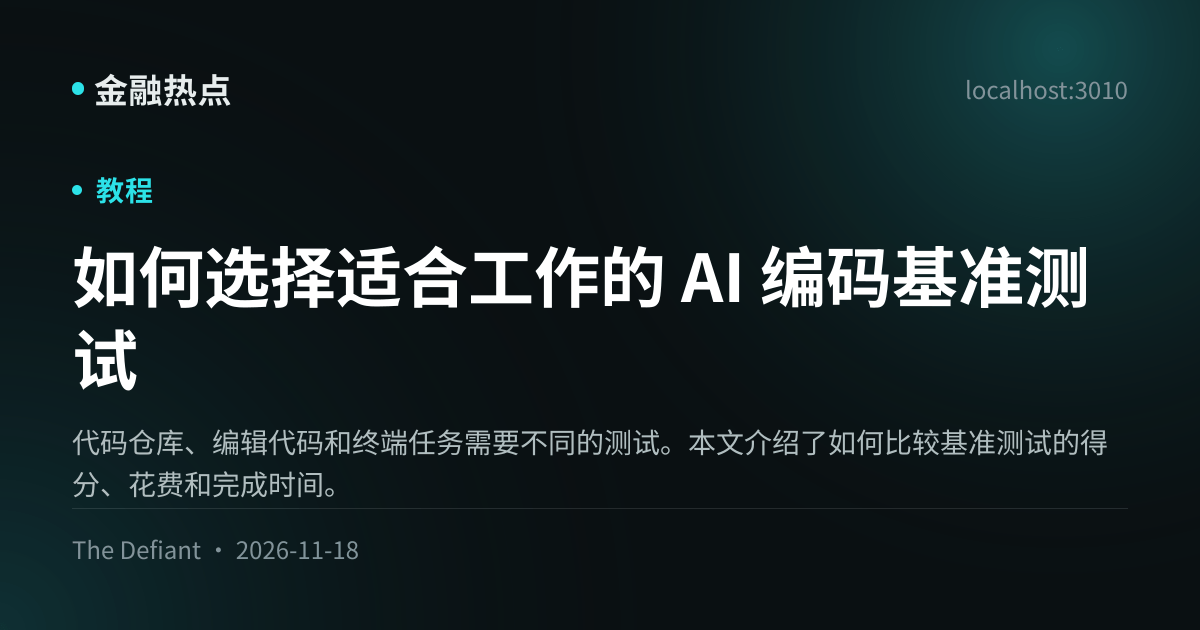 金融热点
localhost:3010
教程
如何选择适合工作的 AI 编码基准测
试
代码仓库、编辑代码和终端任务需要不同的测试。本文介绍了如何比较基准测试的得
分、花费和完成时间。
The Defiant · 2026-11-18